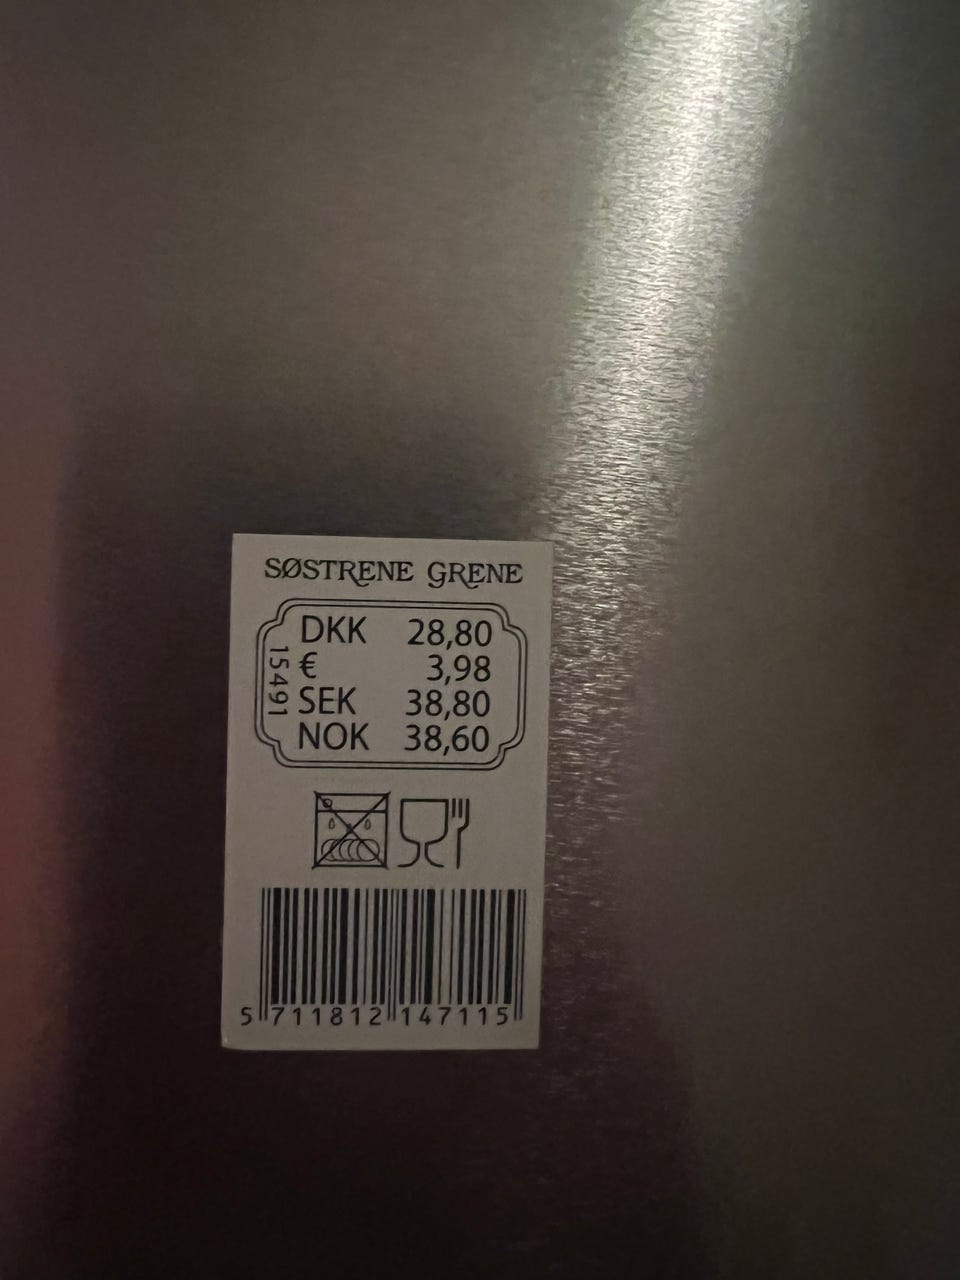 SØSTRENE GRENE
DKK 28,80
€ 3,98
SEK 38,80
NOK 38,60
15491
5 711812 147115